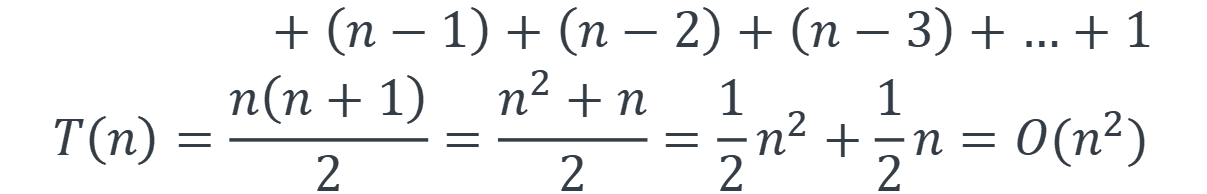 + (n − 1) + (n − 2) + (n − 3) + ... + 1
T(n) = n(n + 1)/2 = n² + n/2 = 1/2 n² + 1/2 n = O(n²)